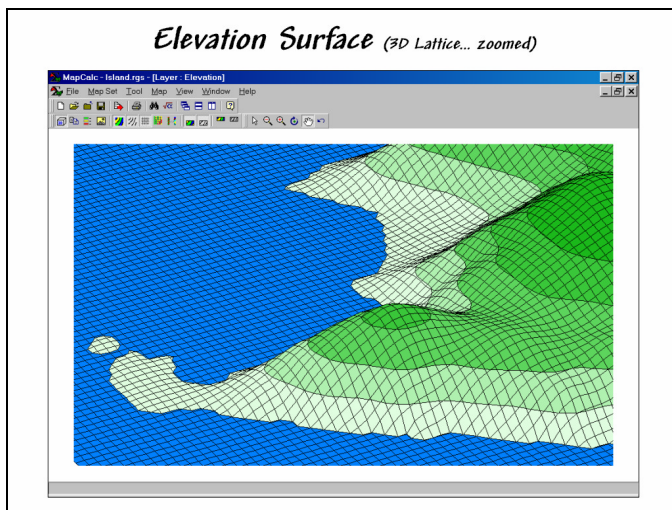 Elevation Surface (3D Lattice... zoomed)
MapCalc - Island.rgs - [Layer : Elevation]
File Map Set Tool Map View Window Help